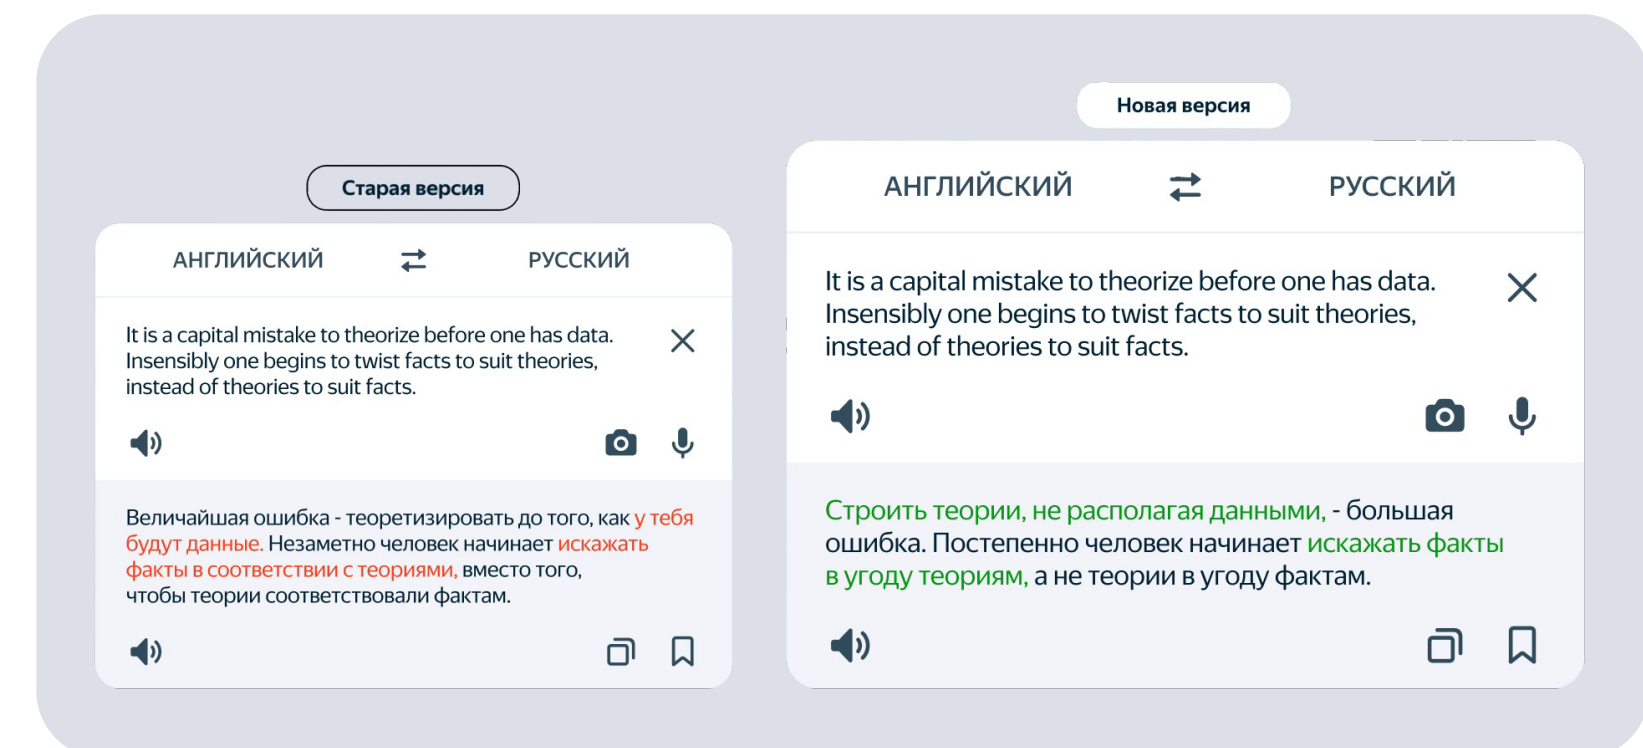 Старая версия
АНГЛИЙСКИЙ
РУССКИЙ
It is a capital mistake to theorize before one has data.
Insensibly one begins to twist facts to suit theories,
instead of theories to suit facts.
Величайшая ошибка - теоретизировать до того, как у тебя
будут данные. Незаметно человек начинает искажать
факты в соответствии с теориями, вместо того,
чтобы теории соответствовали фактам.
Новая версия
АНГЛИЙСКИЙ
РУССКИЙ
It is a capital mistake to theorize before one has data.
Insensibly one begins to twist facts to suit theories,
instead of theories to suit facts.
Строить теории, не располагая данными, - большая
ошибка. Постепенно человек начинает искажать факты
в угоду теориям, а не теории в угоду фактам.